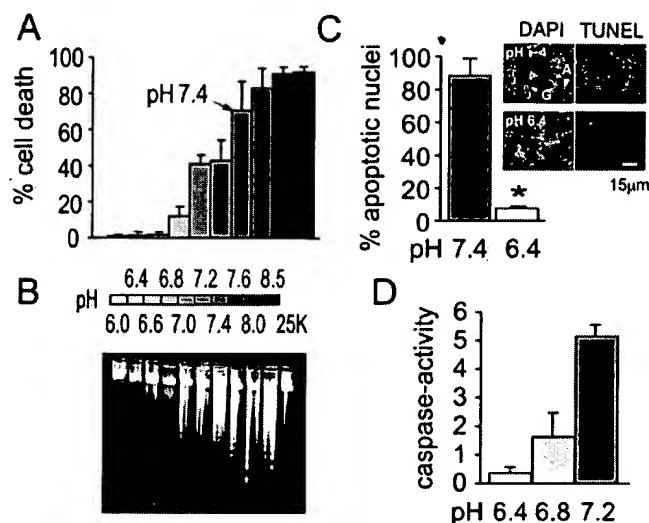 A
% cell death
100
80
60
40
20
0
pH 7.4
B
pH
6.4 6.8 7.2 7.6 8.5
6.0 6.6 7.0 7.4 8.0 25K
C
% apoptotic nuclei
100
80
60
40
20
0
*
pH 7.4 6.4
DAPI TUNEL
A
G
pH 6.4
15µm
D
caspase-activity
6
5
4
3
2
1
0
pH 6.4 6.8 7.2